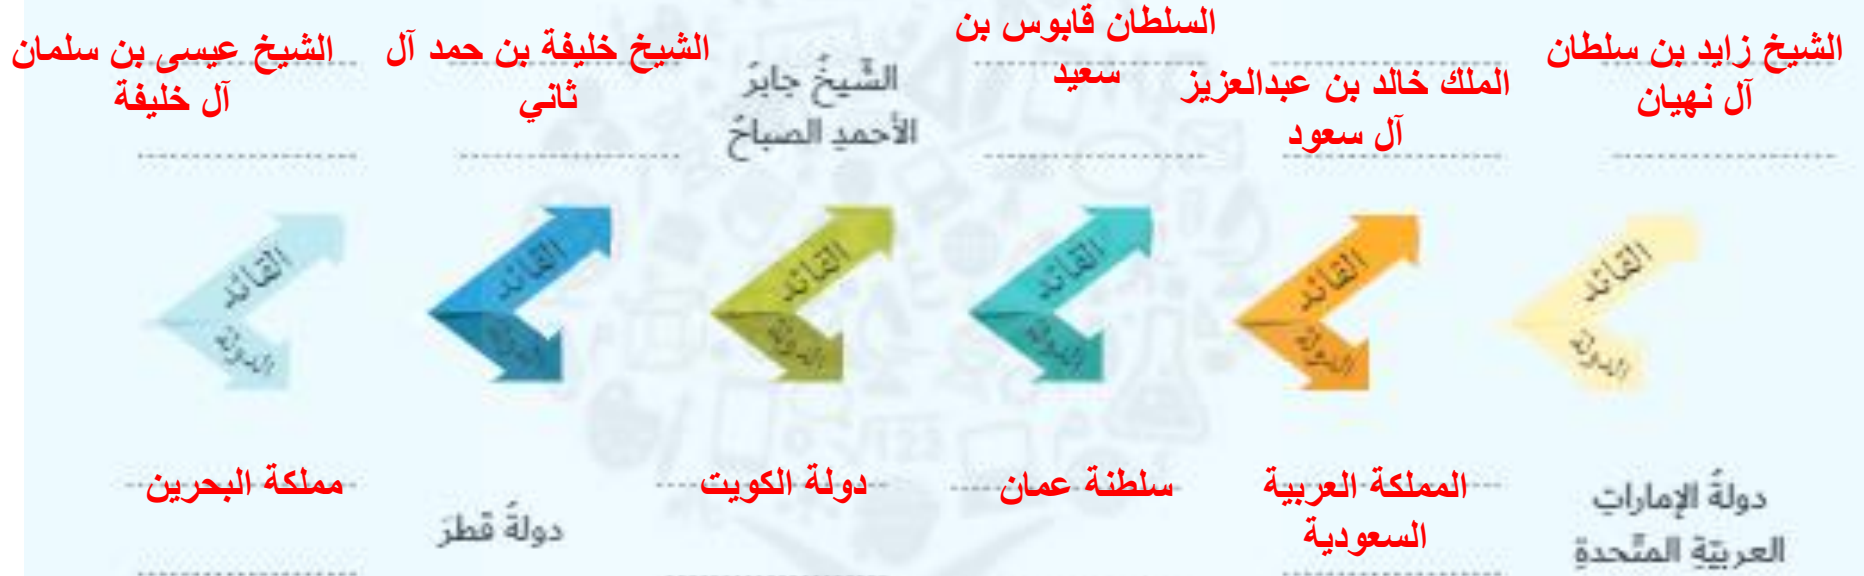 الشيخ زايد بن سلطان
آل نهيان
الملك خالد بن عبدالعزيز
آل سعود
السلطان قابوس بن
سعيد
الشّيخُ جابرُ
الأحمدِ الصباحُ
الشيخ خليفة بن حمد آل
ثاني
الشيخ عيسى بن سلمان
آل خليفة
القائد
الدولة
القائد
الدولة
القائد
الدولة
القائد
الدولة
القائد
الدولة
القائد
الدولة
دولةُ الإماراتِ
العربيّةِ المتّحدةِ
المملكة العربية
السعودية
سلطنة عمان
دولة الكويت
دولةُ قطرَ
مملكة البحرين